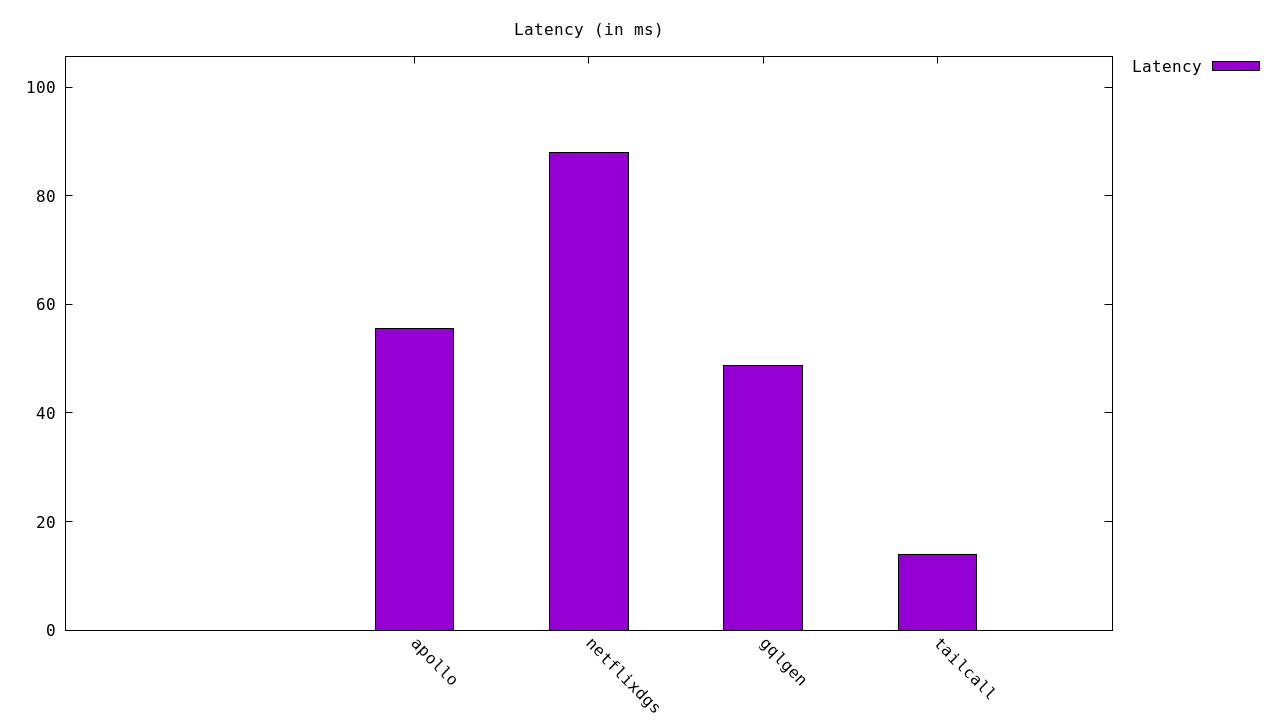 Latency (in ms)
Latency
100
80
60
40
20
0
apollo
netflixdgs
gqlgen
tailcall